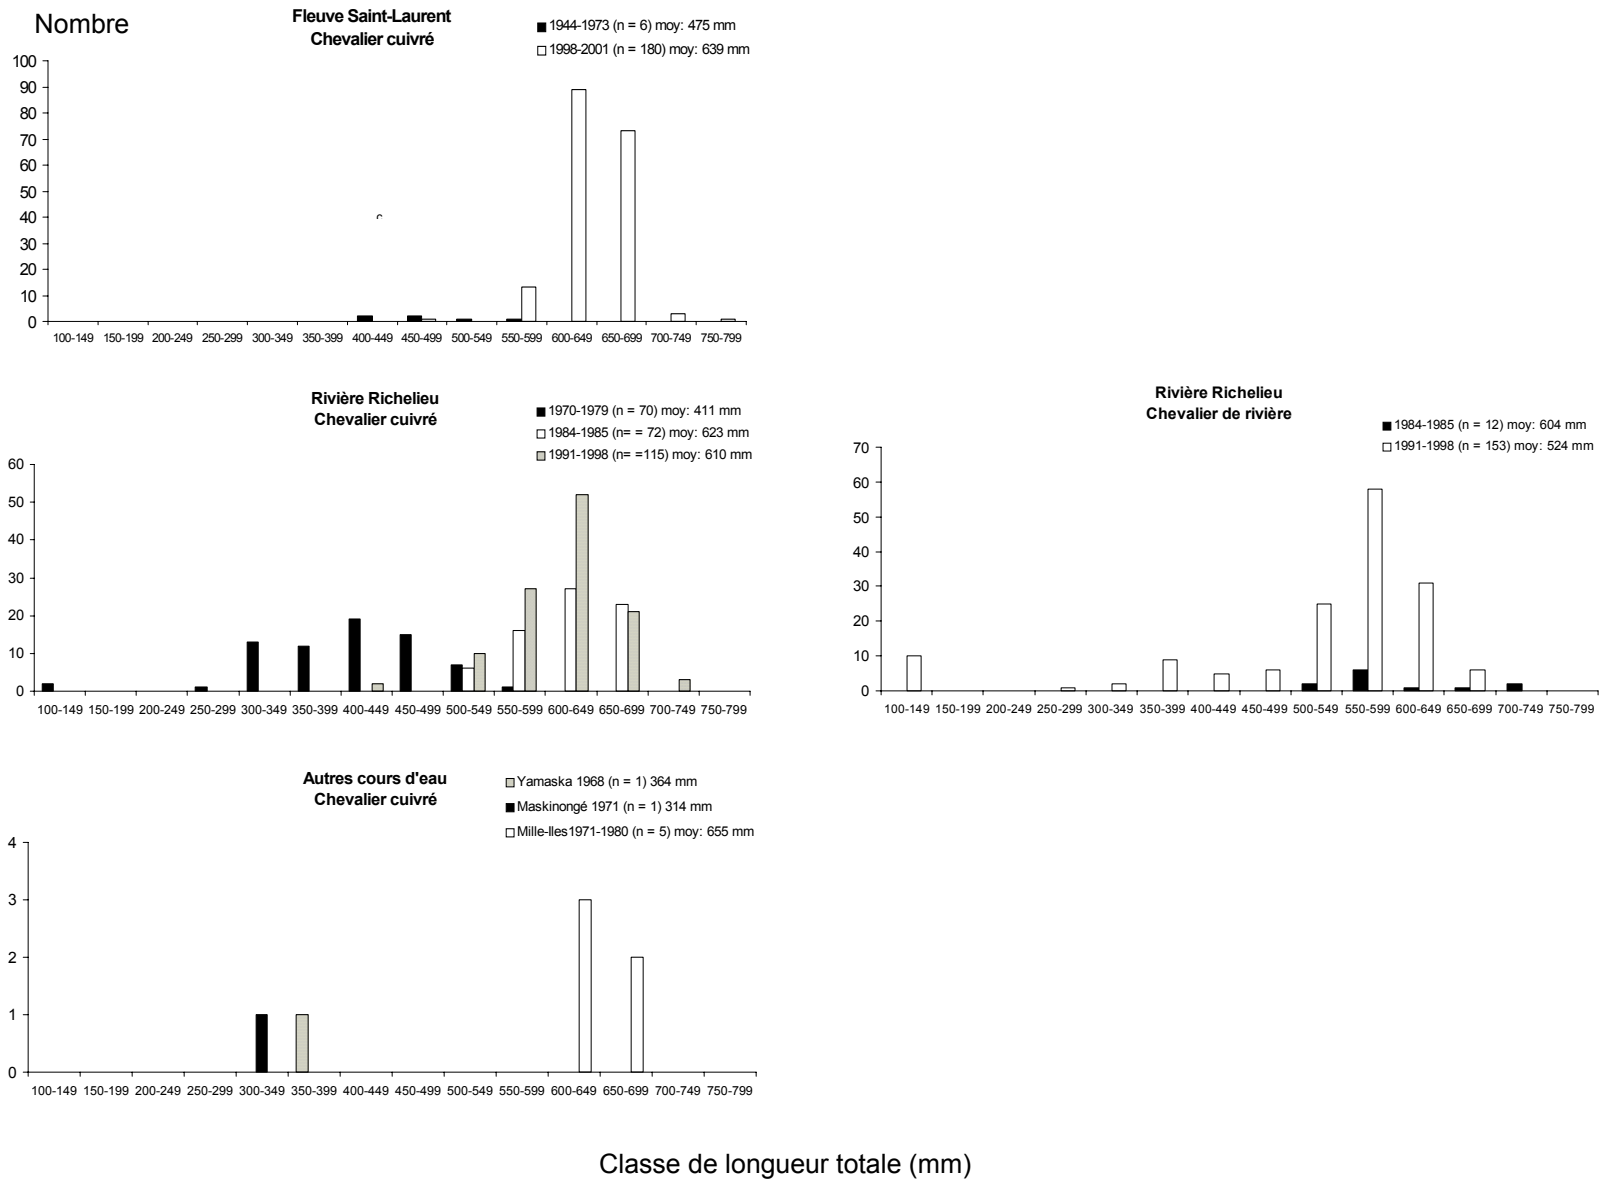 Nombre
Fleuve Saint-Laurent
Chevalier cuivré
1944-1973 (n = 6) moy: 475 mm
1998-2001 (n = 180) moy: 639 mm
100
90
80
70
60
50
40
30
20
10
0
100-149 150-199 200-249 250-299 300-349 350-399 400-449 450-499 500-549 550-599 600-649 650-699 700-749 750-799
Rivière Richelieu
Chevalier cuivré
1970-1979 (n = 70) moy: 411 mm
1984-1985 (n= = 72) moy: 623 mm
1991-1998 (n= =115) moy: 610 mm
60
50
40
30
20
10
0
100-149 150-199 200-249 250-299 300-349 350-399 400-449 450-499 500-549 550-599 600-649 650-699 700-749 750-799
Rivière Richelieu
Chevalier de rivière
1984-1985 (n = 12) moy: 604 mm
1991-1998 (n = 153) moy: 524 mm
70
60
50
40
30
20
10
0
100-149 150-199 200-249 250-299 300-349 350-399 400-449 450-499 500-549 550-599 600-649 650-699 700-749 750-799
Autres cours d'eau
Chevalier cuivré
Yamaska 1968 (n = 1) 364 mm
Maskinongé 1971 (n = 1) 314 mm
Mille-Iles1971-1980 (n = 5) moy: 655 mm
4
3
2
1
0
100-149 150-199 200-249 250-299 300-349 350-399 400-449 450-499 500-549 550-599 600-649 650-699 700-749 750-799
Classe de longueur totale (mm)